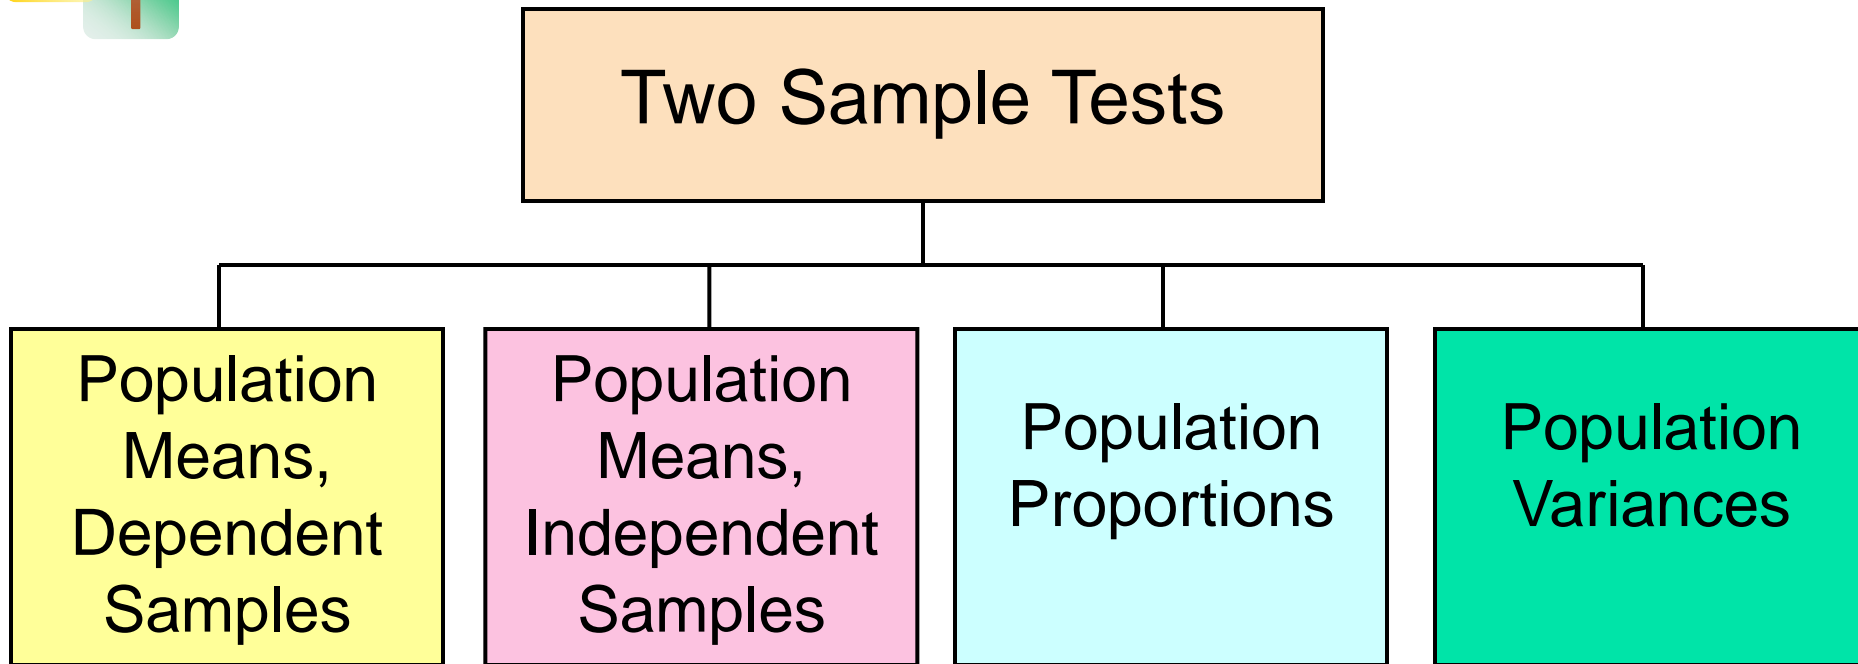 Two Sample Tests
Population
Means,
Dependent
Samples
Population
Means,
Independent
Samples
Population
Proportions
Population
Variances